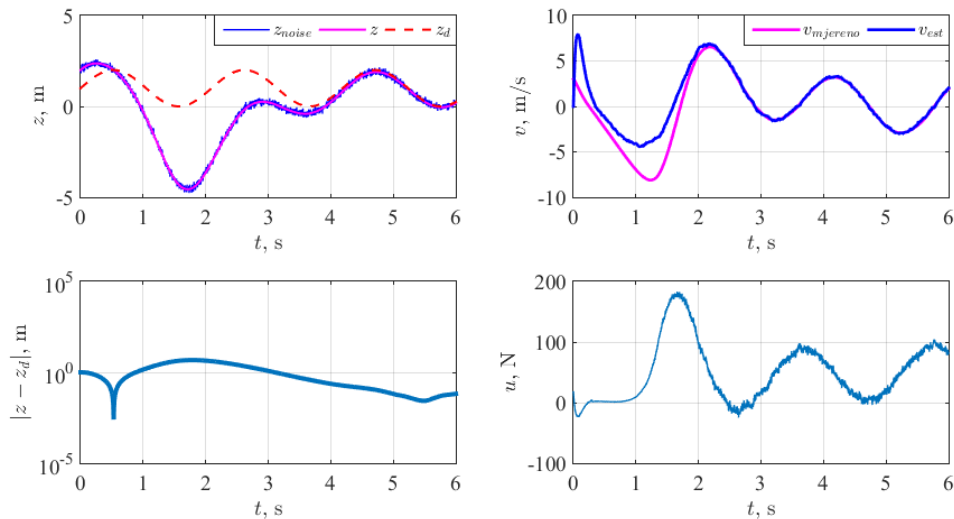 z_noise z z_d
5
0
-5
z, m
0 1 2 3 4 5 6
t, s
v_mjereno v_est
10
5
0
-5
-10
v, m/s
0 1 2 3 4 5 6
t, s
10^5
10^0
10^-5
|z − z_d|, m
0 1 2 3 4 5 6
t, s
200
100
0
-100
u, N
0 1 2 3 4 5 6
t, s